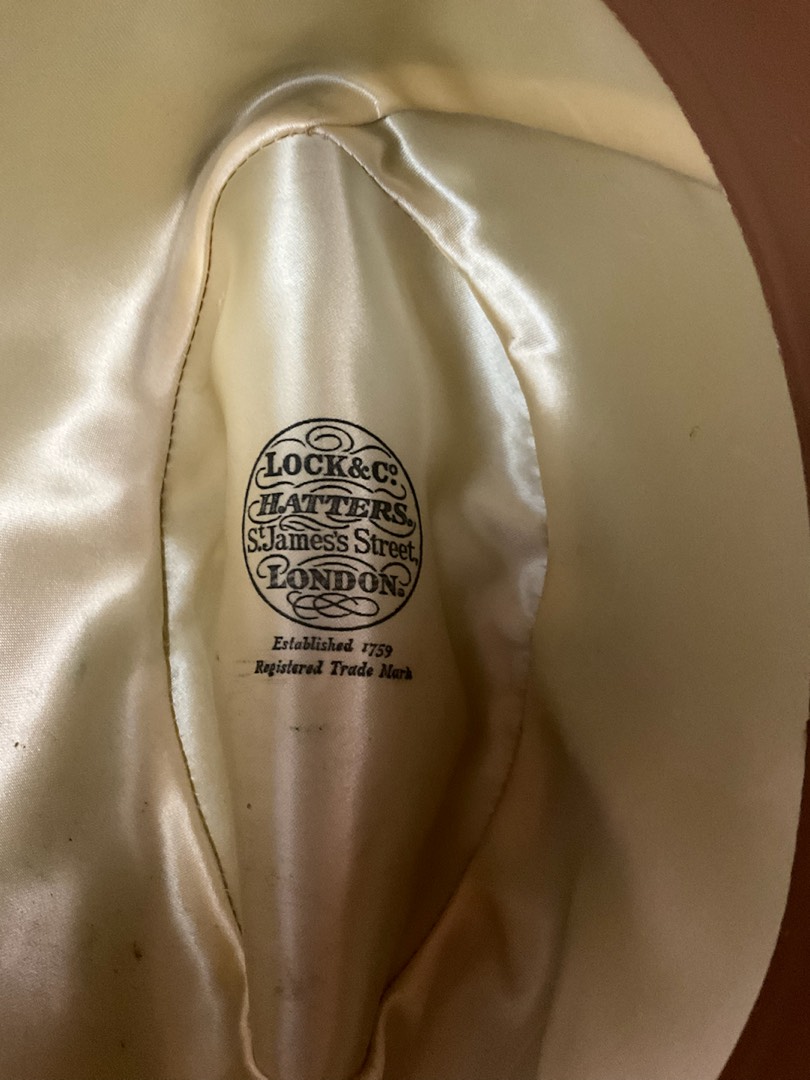 LOCK & Co.
HATTERS.
St. James's Street,
LONDON.
Established 1759
Registered Trade Mark